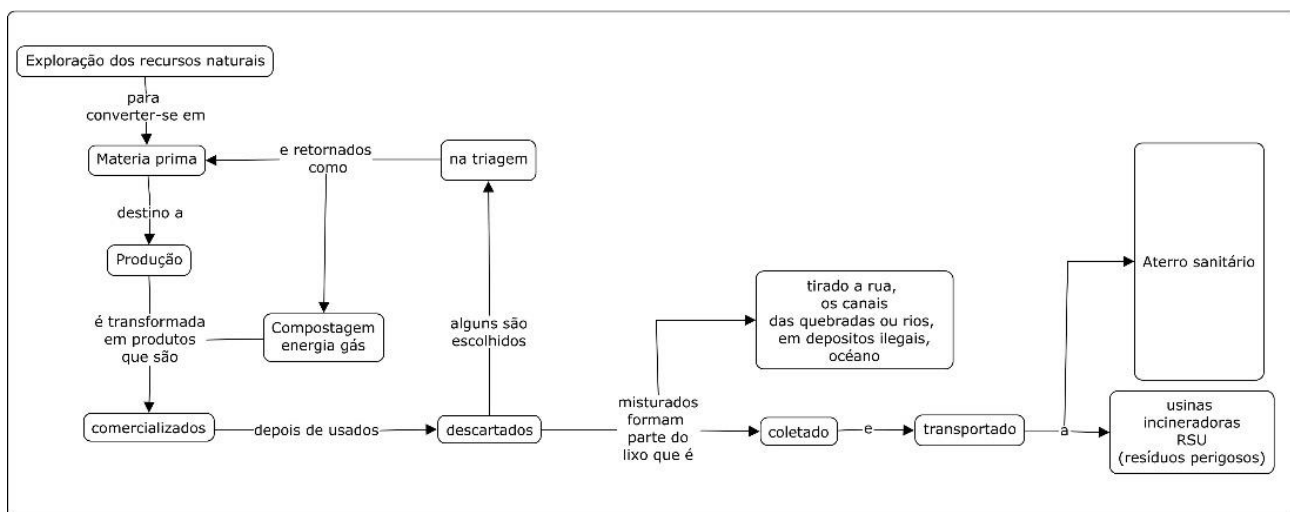 Exploração dos recursos naturais
para
converter-se em
Materia prima
e retornados
como
na triagem
destino a
Produção
é transformada
em produtos
que são
Compostagem
energia gás
alguns são
escolhidos
comercializados
depois de usados
descartados
misturados
formam
parte do
lixo que é
tirado a rua,
os canais
das quebradas ou rios,
em depositos ilegais,
océano
coletado
e
transportado
a
Aterro sanitário
usinas
incineradoras
RSU
(resíduos perigosos)